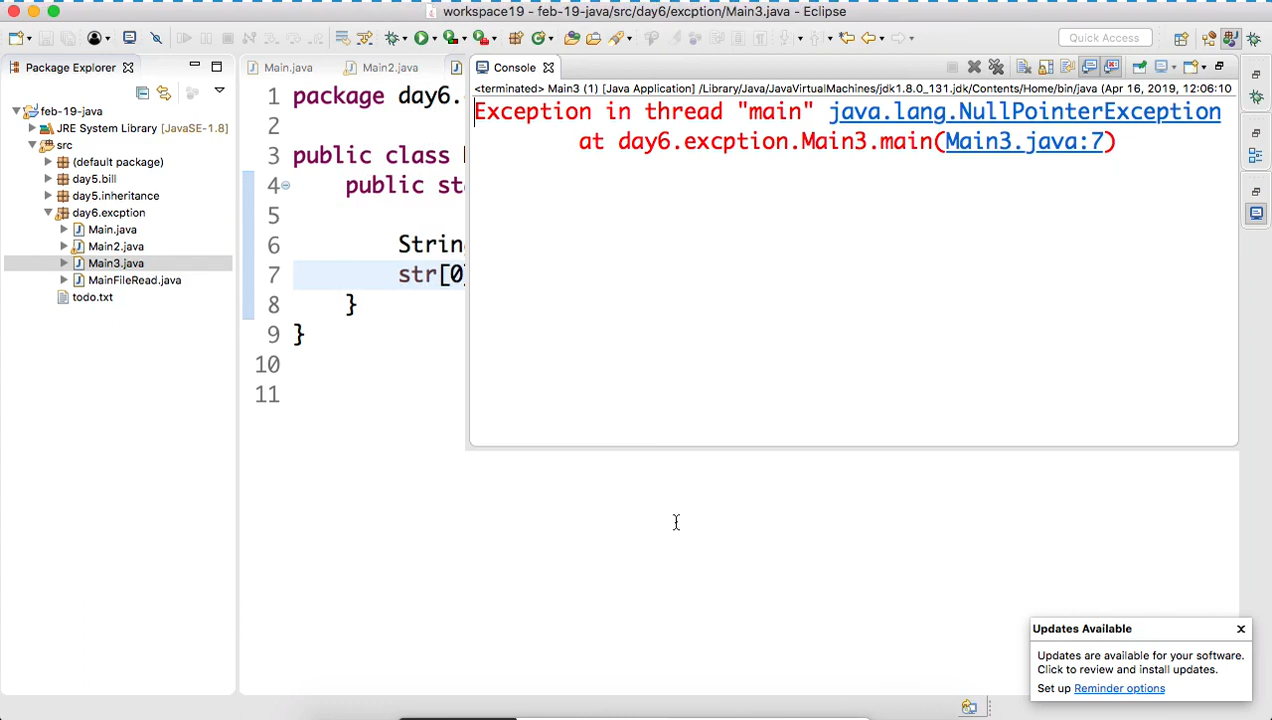 workspace19 - feb-19-java/src/day6/excption/Main3.java - Eclipse
Quick Access
Package Explorer
Main.java
Main2.java
Console
feb-19-java
JRE System Library [JavaSE-1.8]
src
(default package)
day5.bill
day5.inheritance
day6.excption
Main.java
Main2.java
Main3.java
MainFileRead.java
todo.txt
1 package day6.
2
3 public class
4 public sta
5
6 String
7 str[0]
8 }
9 }
10
11
<terminated> Main3 (1) [Java Application] /Library/Java/JavaVirtualMachines/jdk1.8.0_131.jdk/Contents/Home/bin/java (Apr 16, 2019, 12:06:10
Exception in thread "main" java.lang.NullPointerException
at day6.excption.Main3.main(Main3.java:7)
Updates Available
Updates are available for your software.
Click to review and install updates.
Set up Reminder options